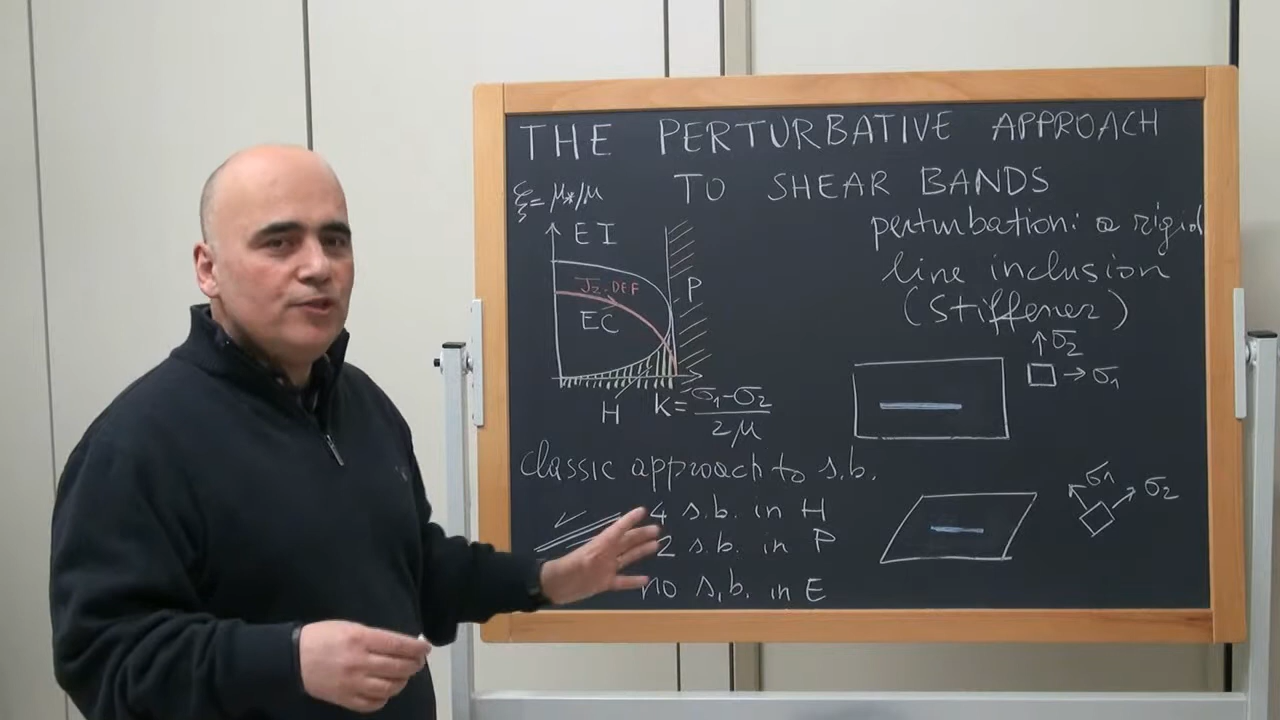 THE PERTURBATIVE APPROACH
TO SHEAR BANDS
ξ = μ*/μ
EI
J2-DEF
EC
P
H
K = σ1-σ2
2μ
perturbation: a rigid
line inclusion
(stiffener)
σ2
σ1
classic approach to s.b.
4 s.b. in H
2 s.b. in P
no s.b. in E
σ1
σ2